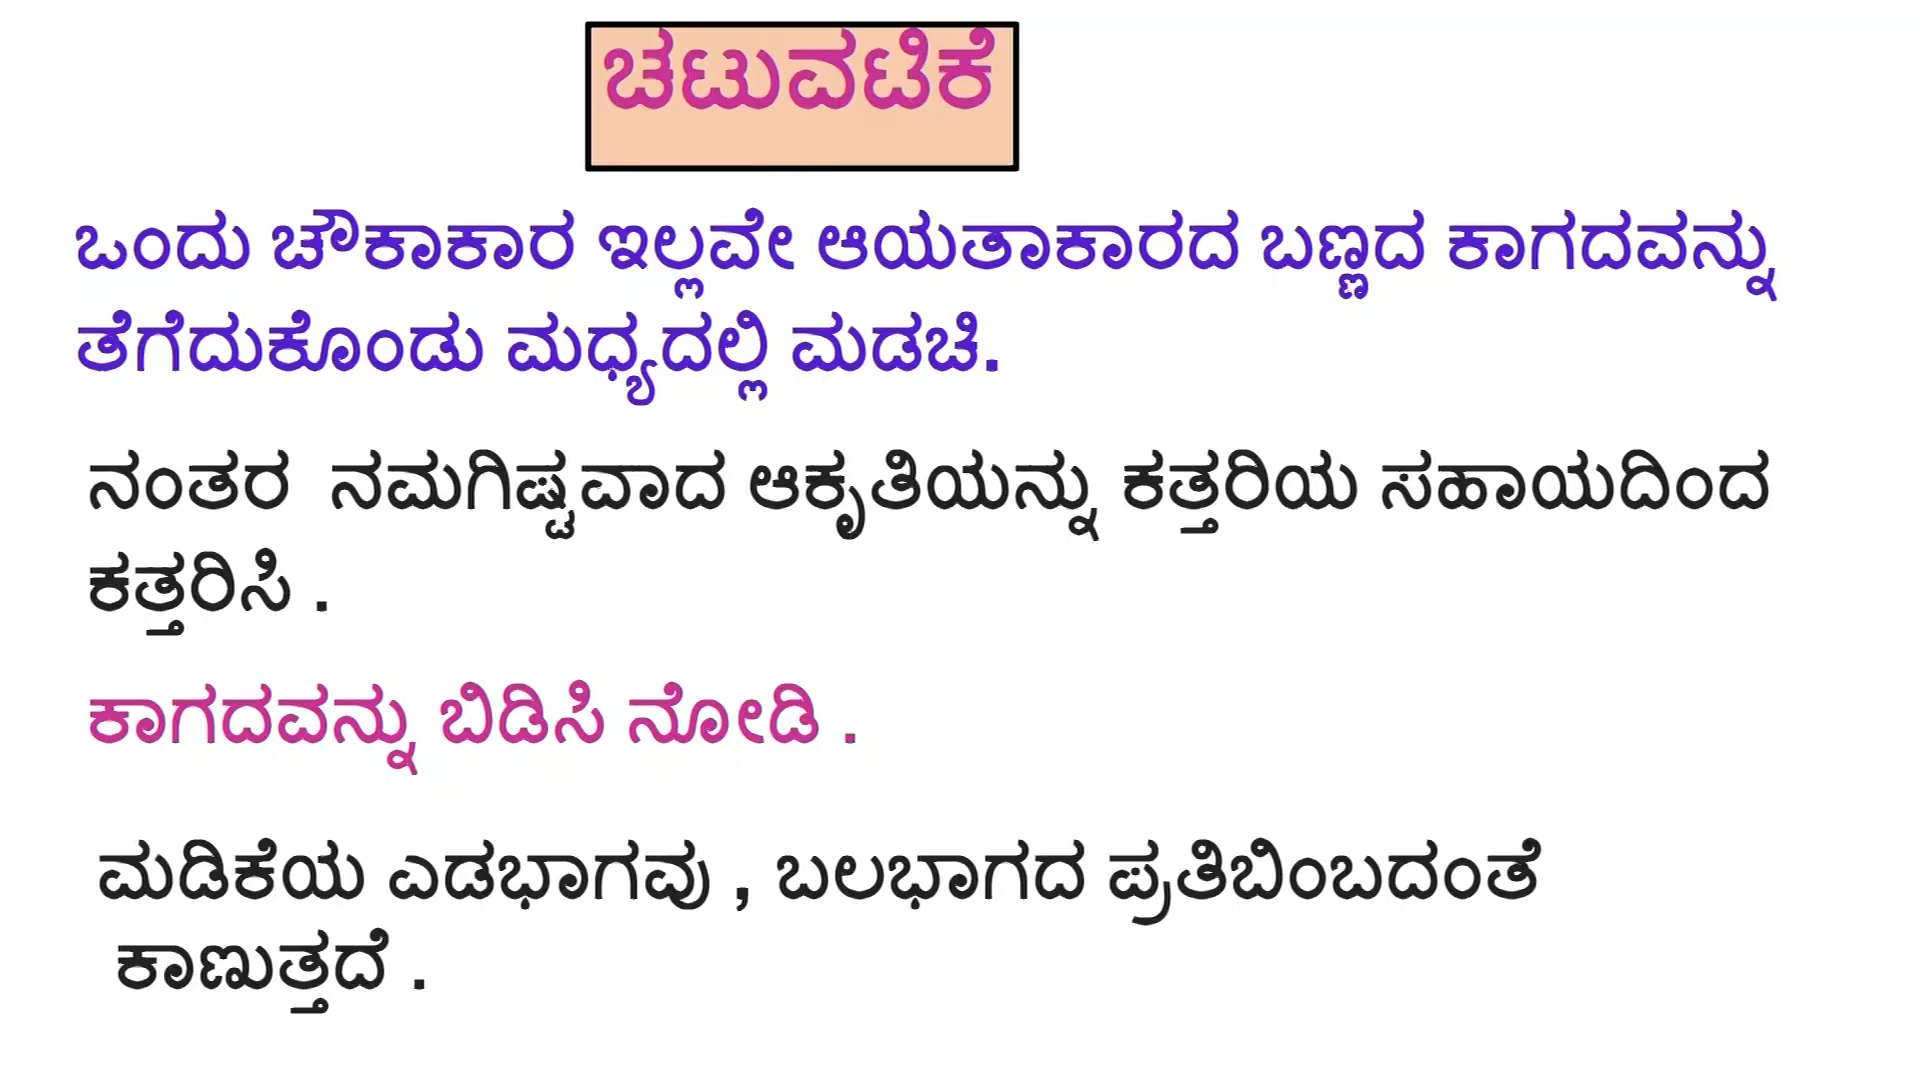 ಚಟುವಟಿಕೆ
ಒಂದು ಚೌಕಾಕಾರ ಇಲ್ಲವೇ ಆಯತಾಕಾರದ ಬಣ್ಣದ ಕಾಗದವನ್ನು
ತೆಗೆದುಕೊಂಡು ಮಧ್ಯದಲ್ಲಿ ಮಡಚಿ.
ನಂತರ ನಮಗಿಷ್ಟವಾದ ಆಕೃತಿಯನ್ನು ಕತ್ತರಿಯ ಸಹಾಯದಿಂದ
ಕತ್ತರಿಸಿ .
ಕಾಗದವನ್ನು ಬಿಡಿಸಿ ನೋಡಿ .
ಮಡಿಕೆಯ ಎಡಭಾಗವು , ಬಲಭಾಗದ ಪ್ರತಿಬಿಂಬದಂತೆ
ಕಾಣುತ್ತದೆ .